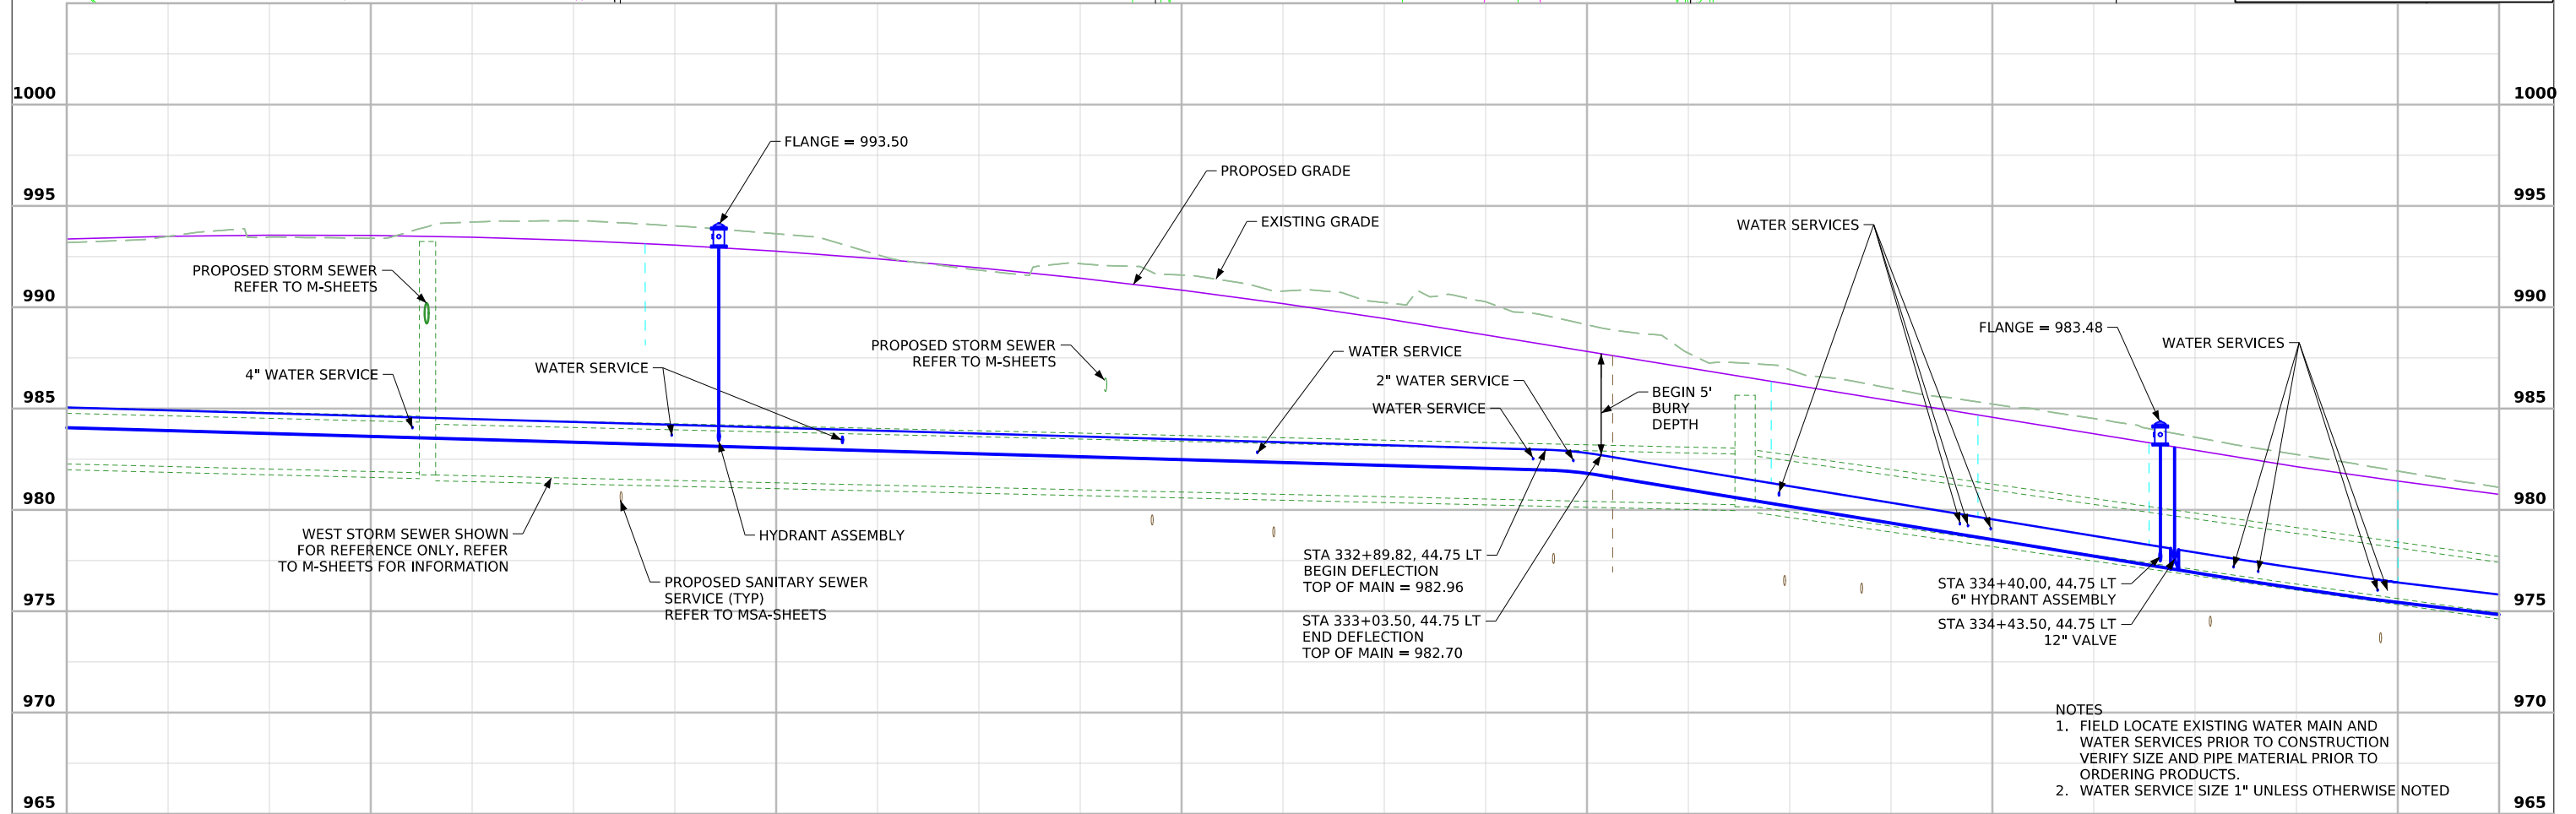 1000
995
990
985
980
975
970
965
1000
995
990
985
980
975
970
965
FLANGE = 993.50
PROPOSED GRADE
EXISTING GRADE
WATER SERVICES
PROPOSED STORM SEWER
REFER TO M-SHEETS
4" WATER SERVICE
WATER SERVICE
PROPOSED STORM SEWER
REFER TO M-SHEETS
WATER SERVICE
2" WATER SERVICE
WATER SERVICE
BEGIN 5'
BURY
DEPTH
FLANGE = 983.48
WATER SERVICES
WEST STORM SEWER SHOWN
FOR REFERENCE ONLY. REFER
TO M-SHEETS FOR INFORMATION
HYDRANT ASSEMBLY
PROPOSED SANITARY SEWER
SERVICE (TYP)
REFER TO MSA-SHEETS
STA 332+89.82, 44.75 LT
BEGIN DEFLECTION
TOP OF MAIN = 982.96
STA 333+03.50, 44.75 LT
END DEFLECTION
TOP OF MAIN = 982.70
STA 334+40.00, 44.75 LT
6" HYDRANT ASSEMBLY
STA 334+43.50, 44.75 LT
12" VALVE
NOTES
1. FIELD LOCATE EXISTING WATER MAIN AND
WATER SERVICES PRIOR TO CONSTRUCTION
VERIFY SIZE AND PIPE MATERIAL PRIOR TO
ORDERING PRODUCTS.
2. WATER SERVICE SIZE 1" UNLESS OTHERWISE NOTED